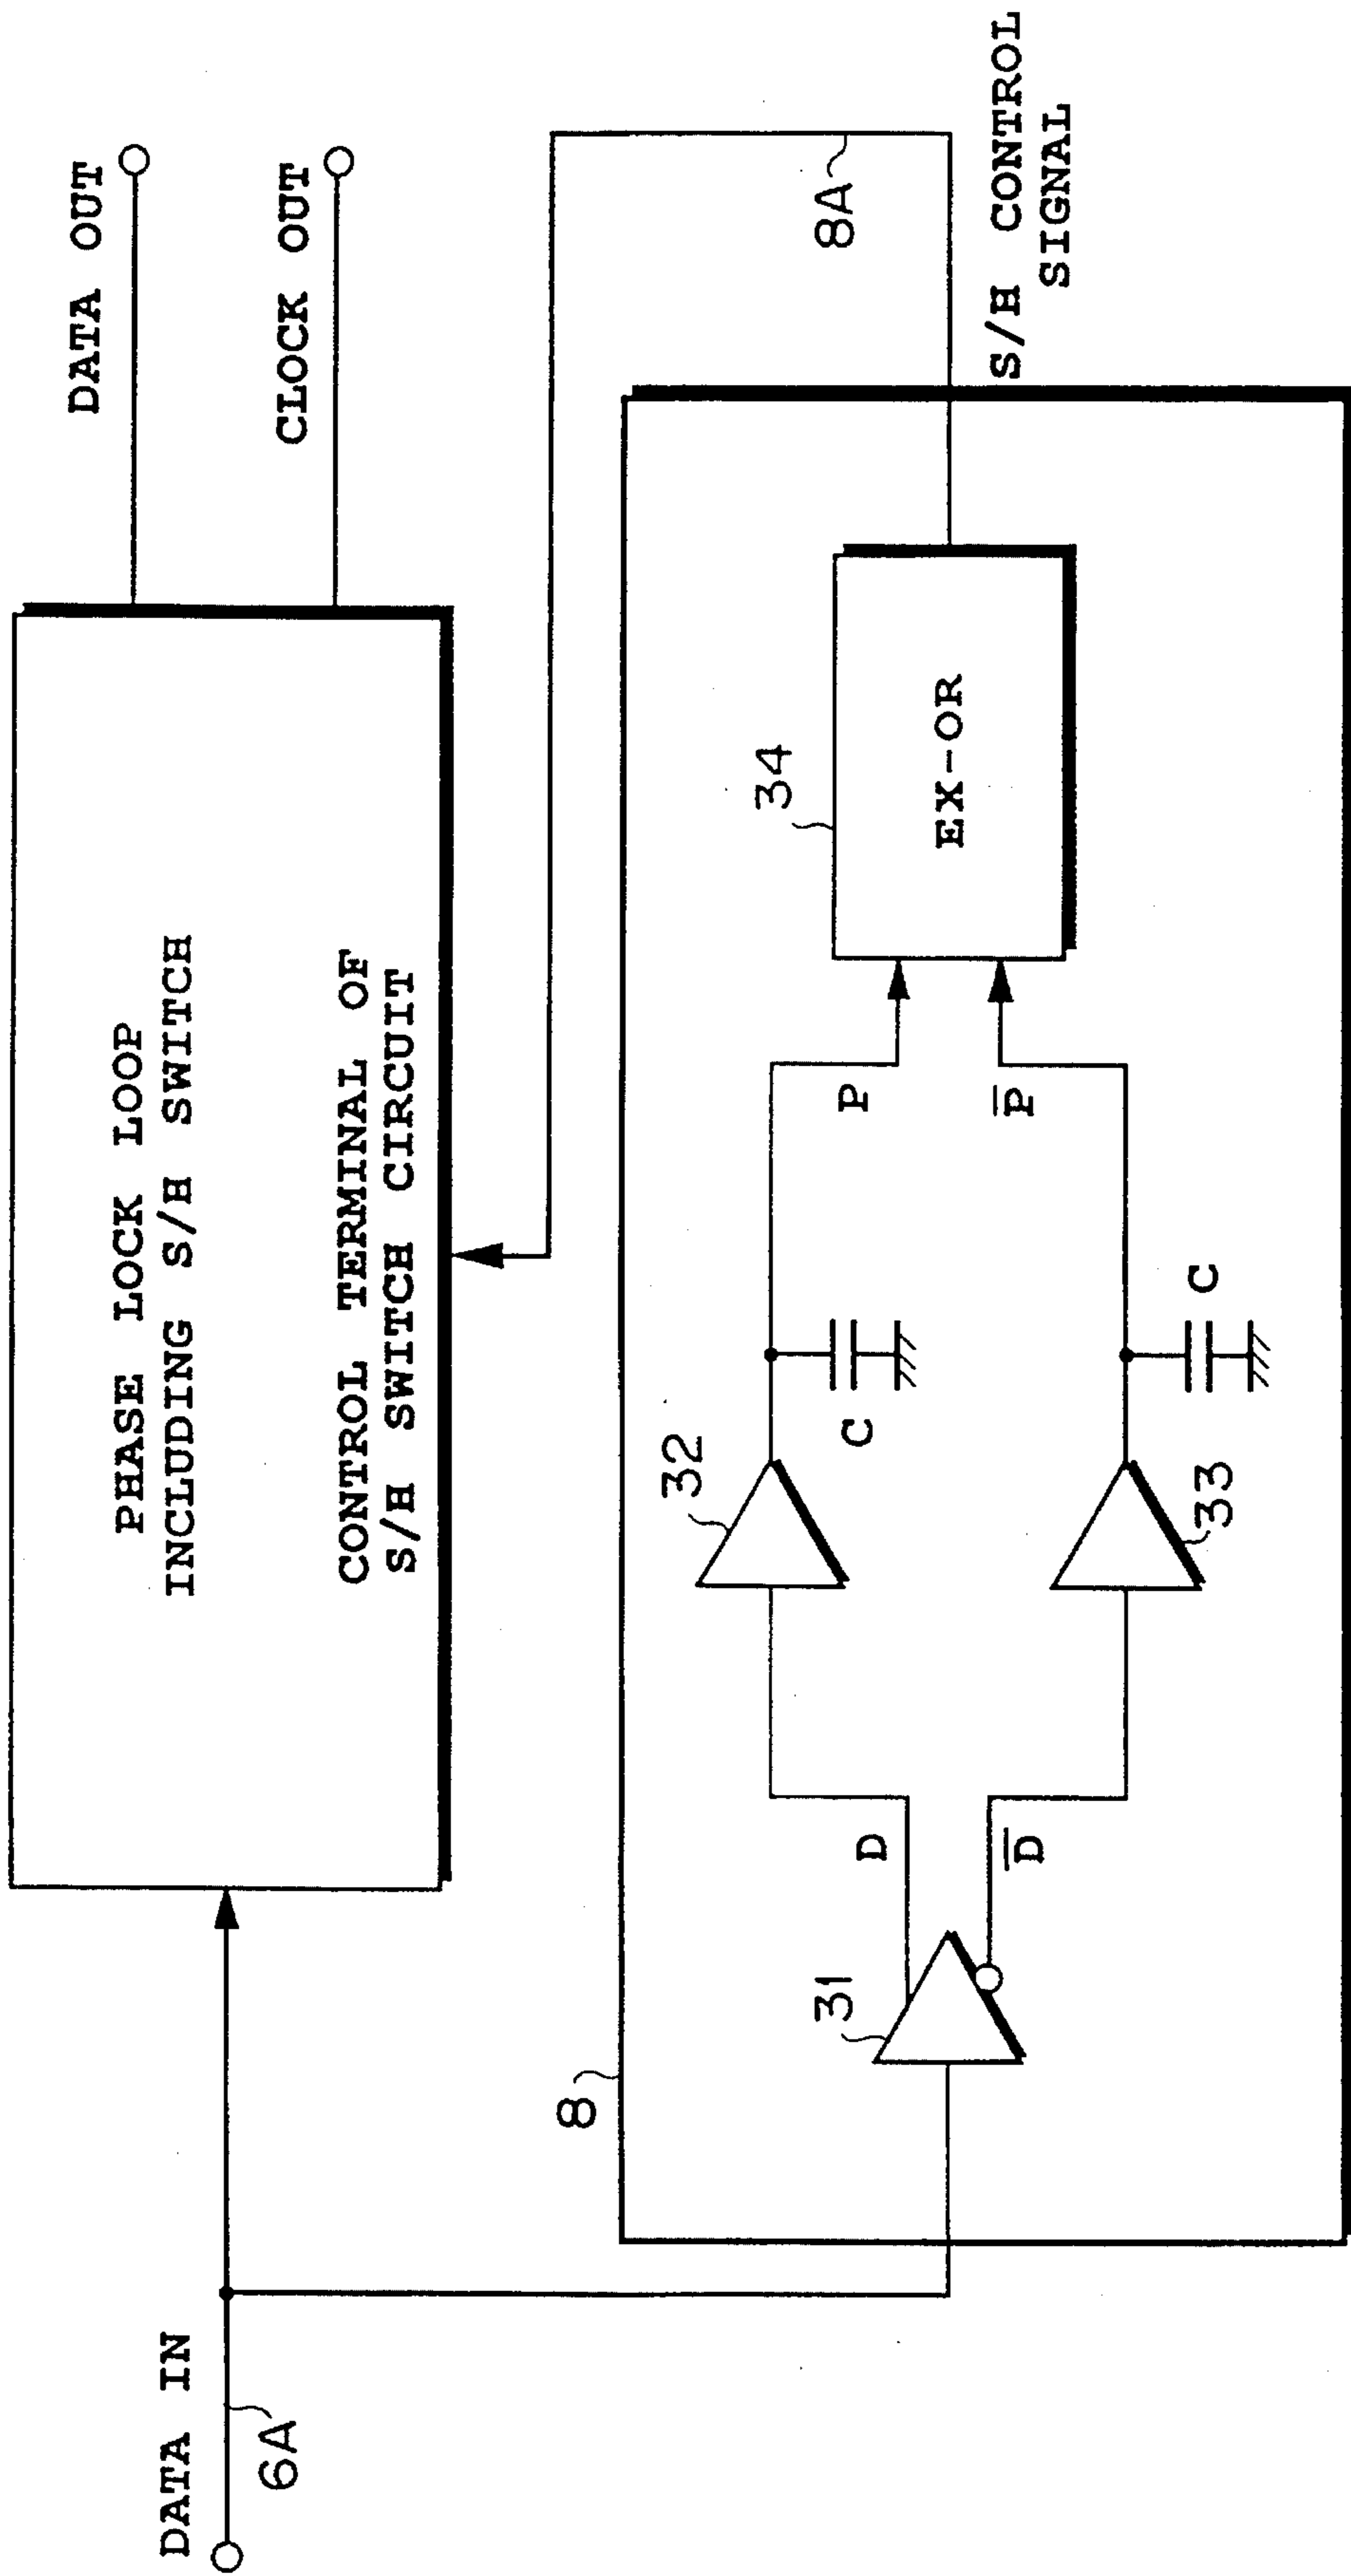 DATA IN
6A
PHASE LOCK LOOP
INCLUDING S/H SWITCH
CONTROL TERMINAL OF
S/H SWITCH CIRCUIT
DATA OUT
CLOCK OUT
8A
S/H CONTROL
SIGNAL
8
31
D
D̅
32
33
C
C
P
P̅
34
EX-OR